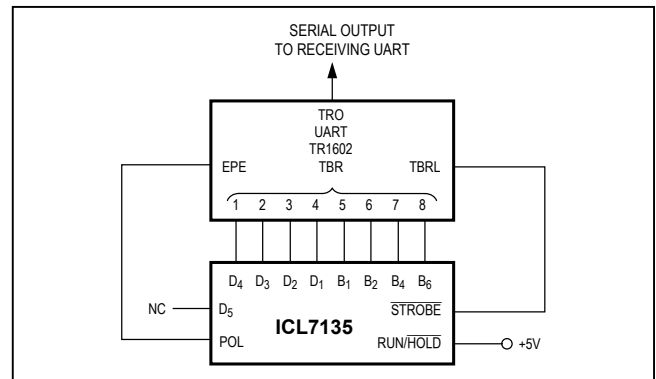 SERIAL OUTPUT
TO RECEIVING UART
TRO
UART
TR1602
EPE TBR TBRL
1 2 3 4 5 6 7 8
D4 D3 D2 D1 B1 B2 B4 B6
NC D5 STROBE
ICL7135
POL RUN/HOLD +5V